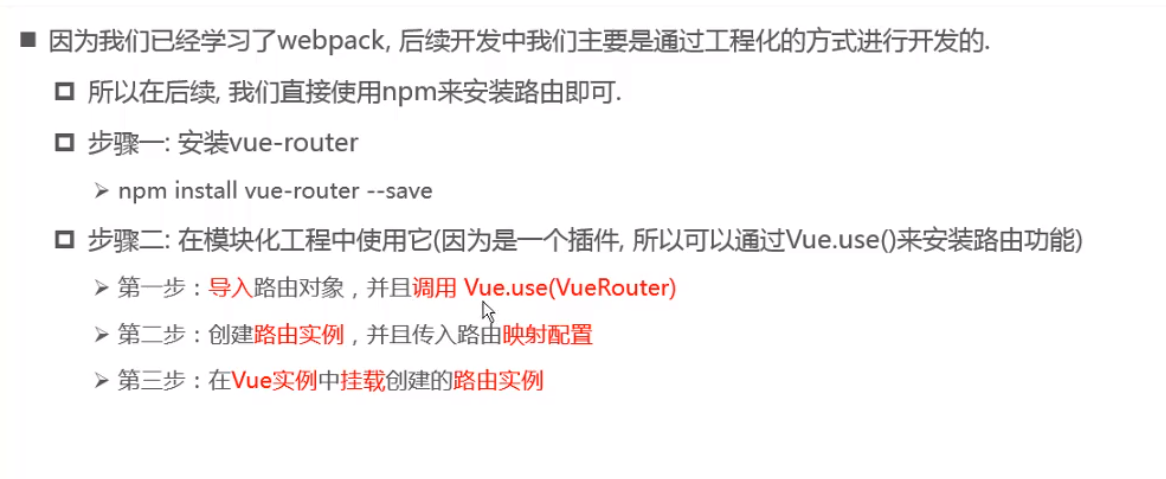 因为我们已经学习了webpack, 后续开发中我们主要是通过工程化的方式进行开发的.
所以在后续, 我们直接使用npm来安装路由即可.
步骤一: 安装vue-router
npm install vue-router --save
步骤二: 在模块化工程中使用它(因为是一个插件, 所以可以通过Vue.use()来安装路由功能)
第一步：导入路由对象，并且调用 Vue.use(VueRouter)
第二步：创建路由实例，并且传入路由映射配置
第三步：在Vue实例中挂载创建的路由实例